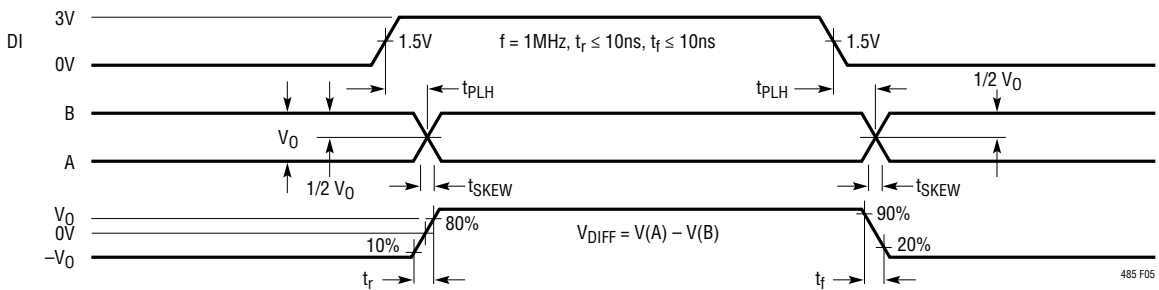 3V
DI
1.5V
f = 1MHz, tr ≤ 10ns, tf ≤ 10ns
1.5V
0V
1/2 VO
tPLH
tPLH
B
VO
A
1/2 VO
tSKEW
tSKEW
VO
80%
90%
0V
VDIFF = V(A) – V(B)
10%
20%
–VO
tr
tf
485 F05